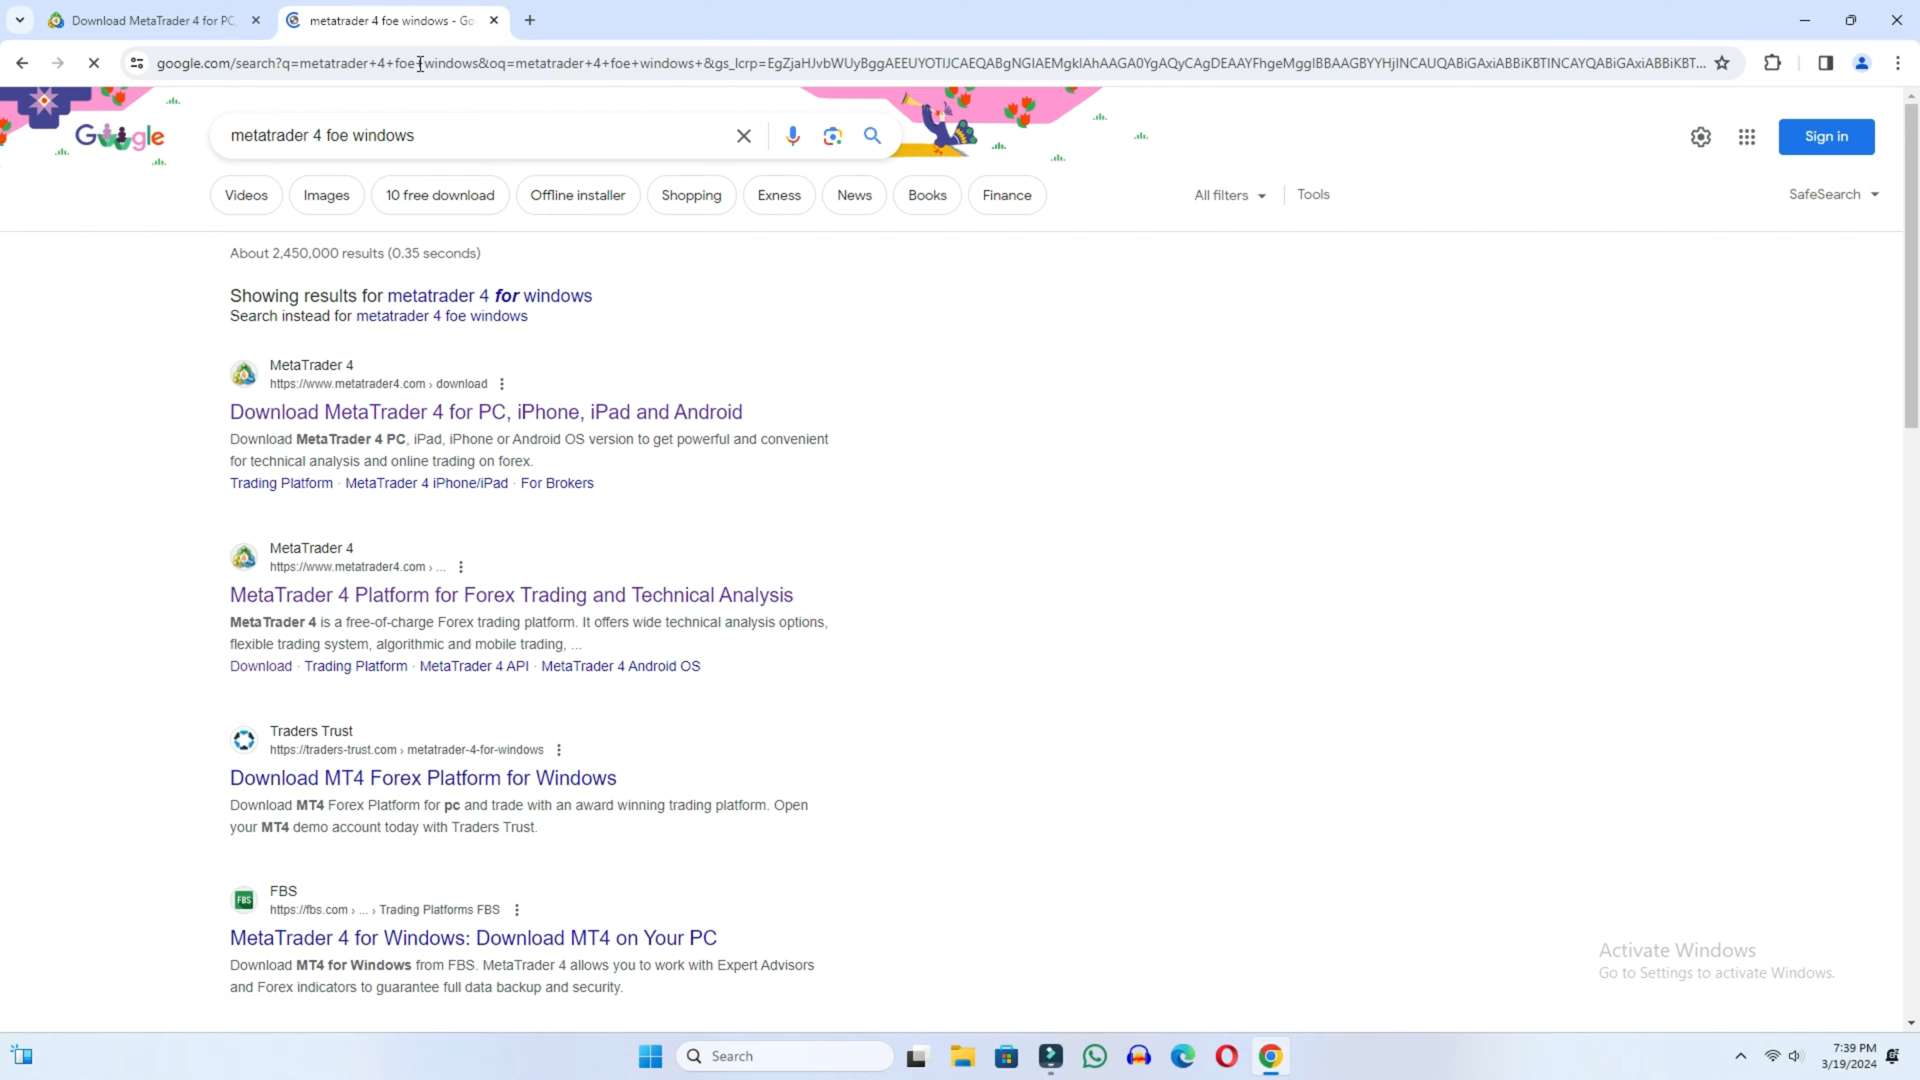 Download MetaTrader 4 for PC,
metatrader 4 foe windows - Go
google.com/search?q=metatrader+4+foe+windows&oq=metatrader+4+foe+windows+&gs_lcrp=
Google
metatrader 4 foe windows
Sign in
Videos
Images
10 free download
Offline installer
Shopping
Exness
News
Books
Finance
All filters
Tools
SafeSearch
About 2,450,000 results (0.35 seconds)
Showing results for metatrader 4 for windows
Search instead for metatrader 4 foe windows
MetaTrader 4
https://www.metatrader4.com › download
Download MetaTrader 4 for PC, iPhone, iPad and Android
Download MetaTrader 4 PC, iPad, iPhone or Android OS version to get powerful and convenient
for technical analysis and online trading on forex.
Trading Platform · MetaTrader 4 iPhone/iPad · For Brokers
MetaTrader 4
https://www.metatrader4.com › ...
MetaTrader 4 Platform for Forex Trading and Technical Analysis
MetaTrader 4 is a free-of-charge Forex trading platform. It offers wide technical analysis options,
flexible trading system, algorithmic and mobile trading, ...
Download · Trading Platform · MetaTrader 4 API · MetaTrader 4 Android OS
Traders Trust
https://traders-trust.com › metatrader-4-for-windows
Download MT4 Forex Platform for Windows
Download MT4 Forex Platform for pc and trade with an award winning trading platform. Open
your MT4 demo account today with Traders Trust.
FBS
FBS
https://fbs.com › ... › Trading Platforms FBS
MetaTrader 4 for Windows: Download MT4 on Your PC
Download MT4 for Windows from FBS. MetaTrader 4 allows you to work with Expert Advisors
and Forex indicators to guarantee full data backup and security.
Activate Windows
Go to Settings to activate Windows.
Search
7:39 PM
3/19/2024